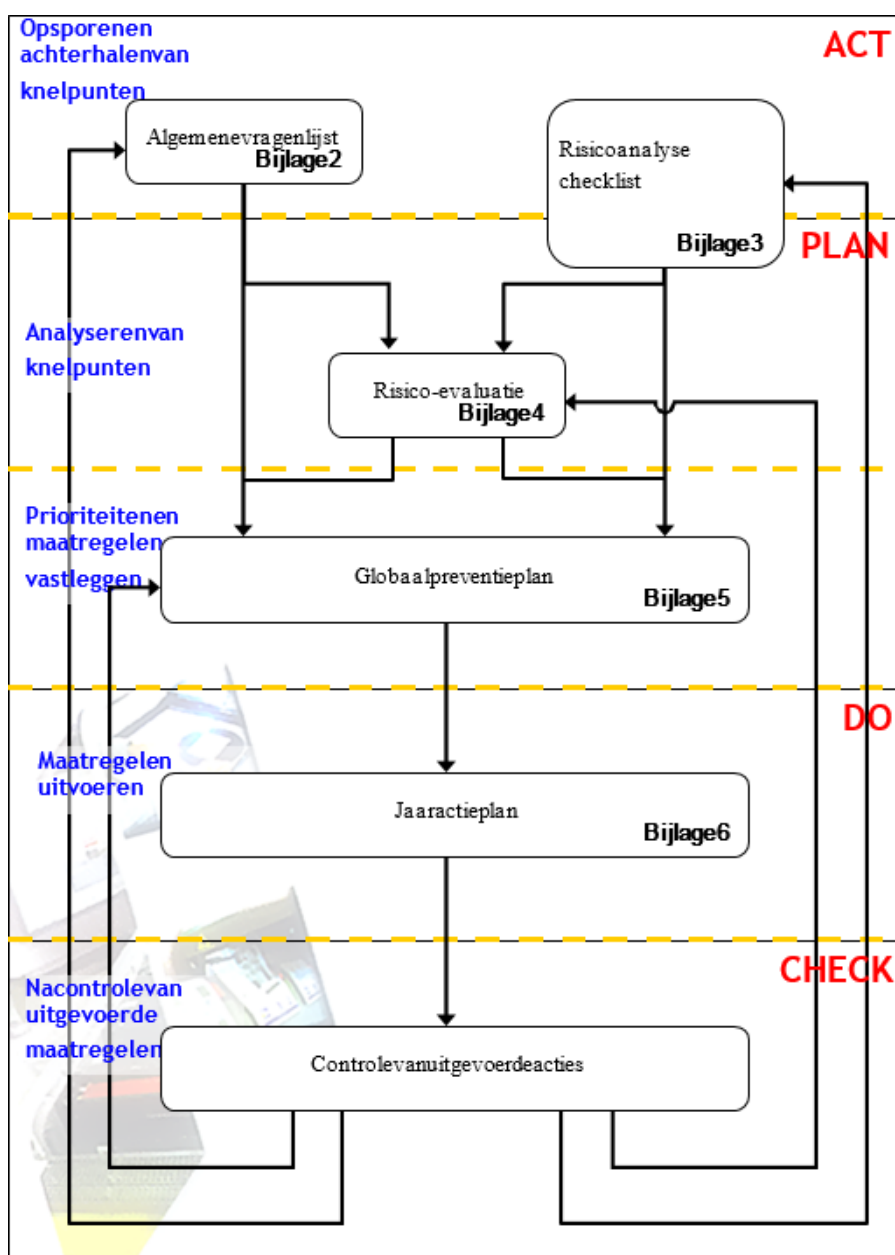 Opsporenen
achterhalenvan
knelpunten
ACT
Algemenevragenlijst
Bijlage2
Risicoanalyse
checklist
Bijlage3
PLAN
Analyserenvan
knelpunten
Risico-evaluatie
Bijlage4
Prioriteitenen
maatregelen
vastleggen
Globaalpreventieplan
Bijlage5
DO
Maatregelen
uitvoeren
Jaaractieplan
Bijlage6
CHECK
Nacontrolevan
uitgevoerde
maatregelen
Controlevanuitgevoerdeacties